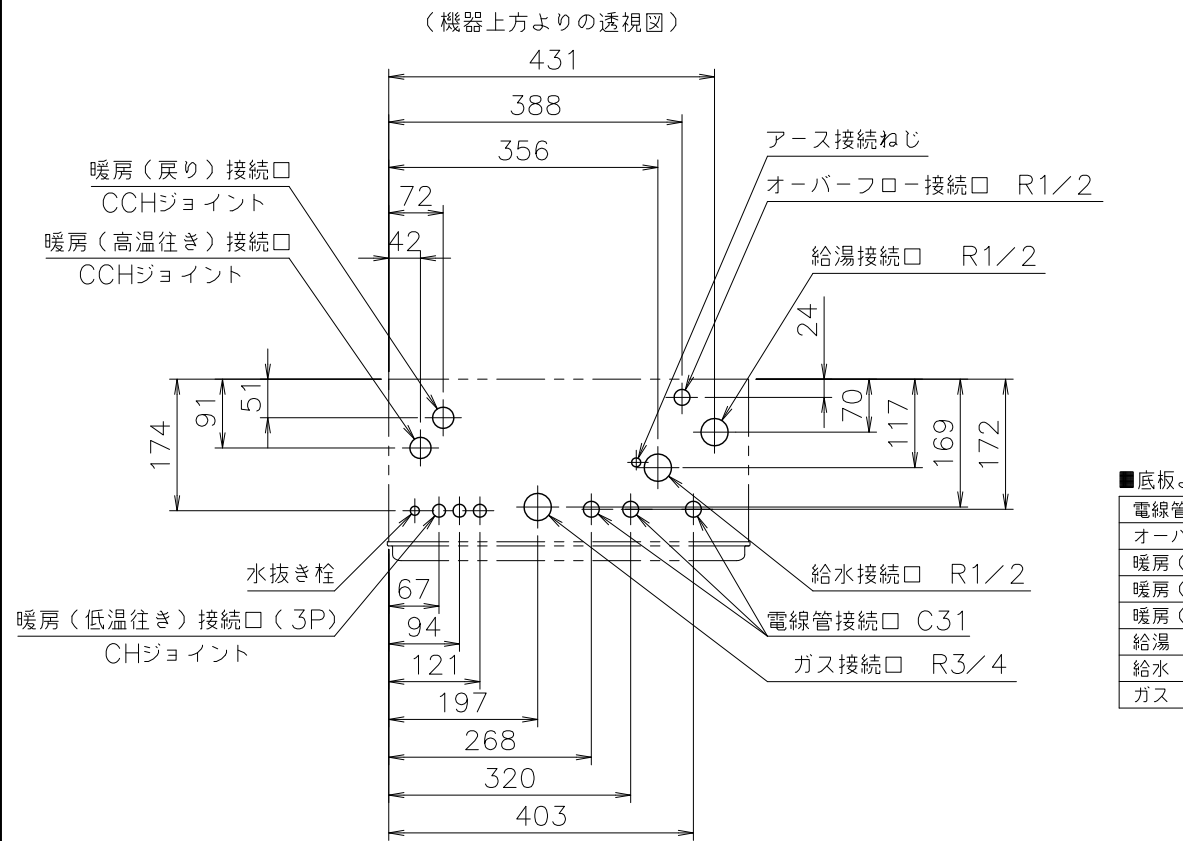 （機器上方よりの透視図）
431
388
356
72
42
アース接続ねじ
オーバーフロー接続口 R1／2
給湯接続口 R1／2
暖房（戻り）接続口
CCHジョイント
暖房（高温往き）接続口
CCHジョイント
174
91
51
24
70
117
169
172
水抜き栓
暖房（低温往き）接続口（3P）
CHジョイント
給水接続口 R1／2
電線管接続口 C31
ガス接続口 R3／4
67
94
121
197
268
320
403
■底板よ
電線管
オーバ
暖房（
暖房（
暖房（
給湯
給水
ガス